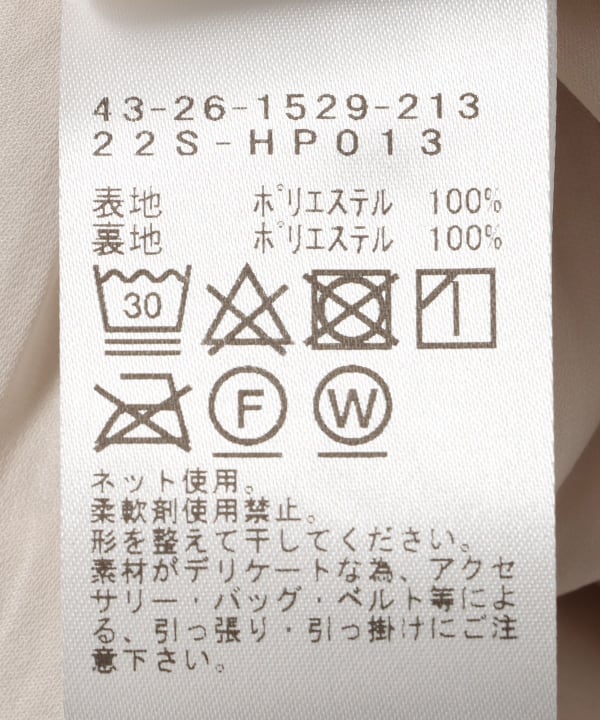 43-26-1529-213
22S-HP013
表地 ポリエステル 100%
裏地 ポリエステル 100%
30
F W
ネット使用。
柔軟剤使用禁止。
形を整えて干してください。
素材がデリケートな為、アクセ
サリー・バッグ・ベルト等によ
る、引っ張り・引っ掛けにご注
意下さい。